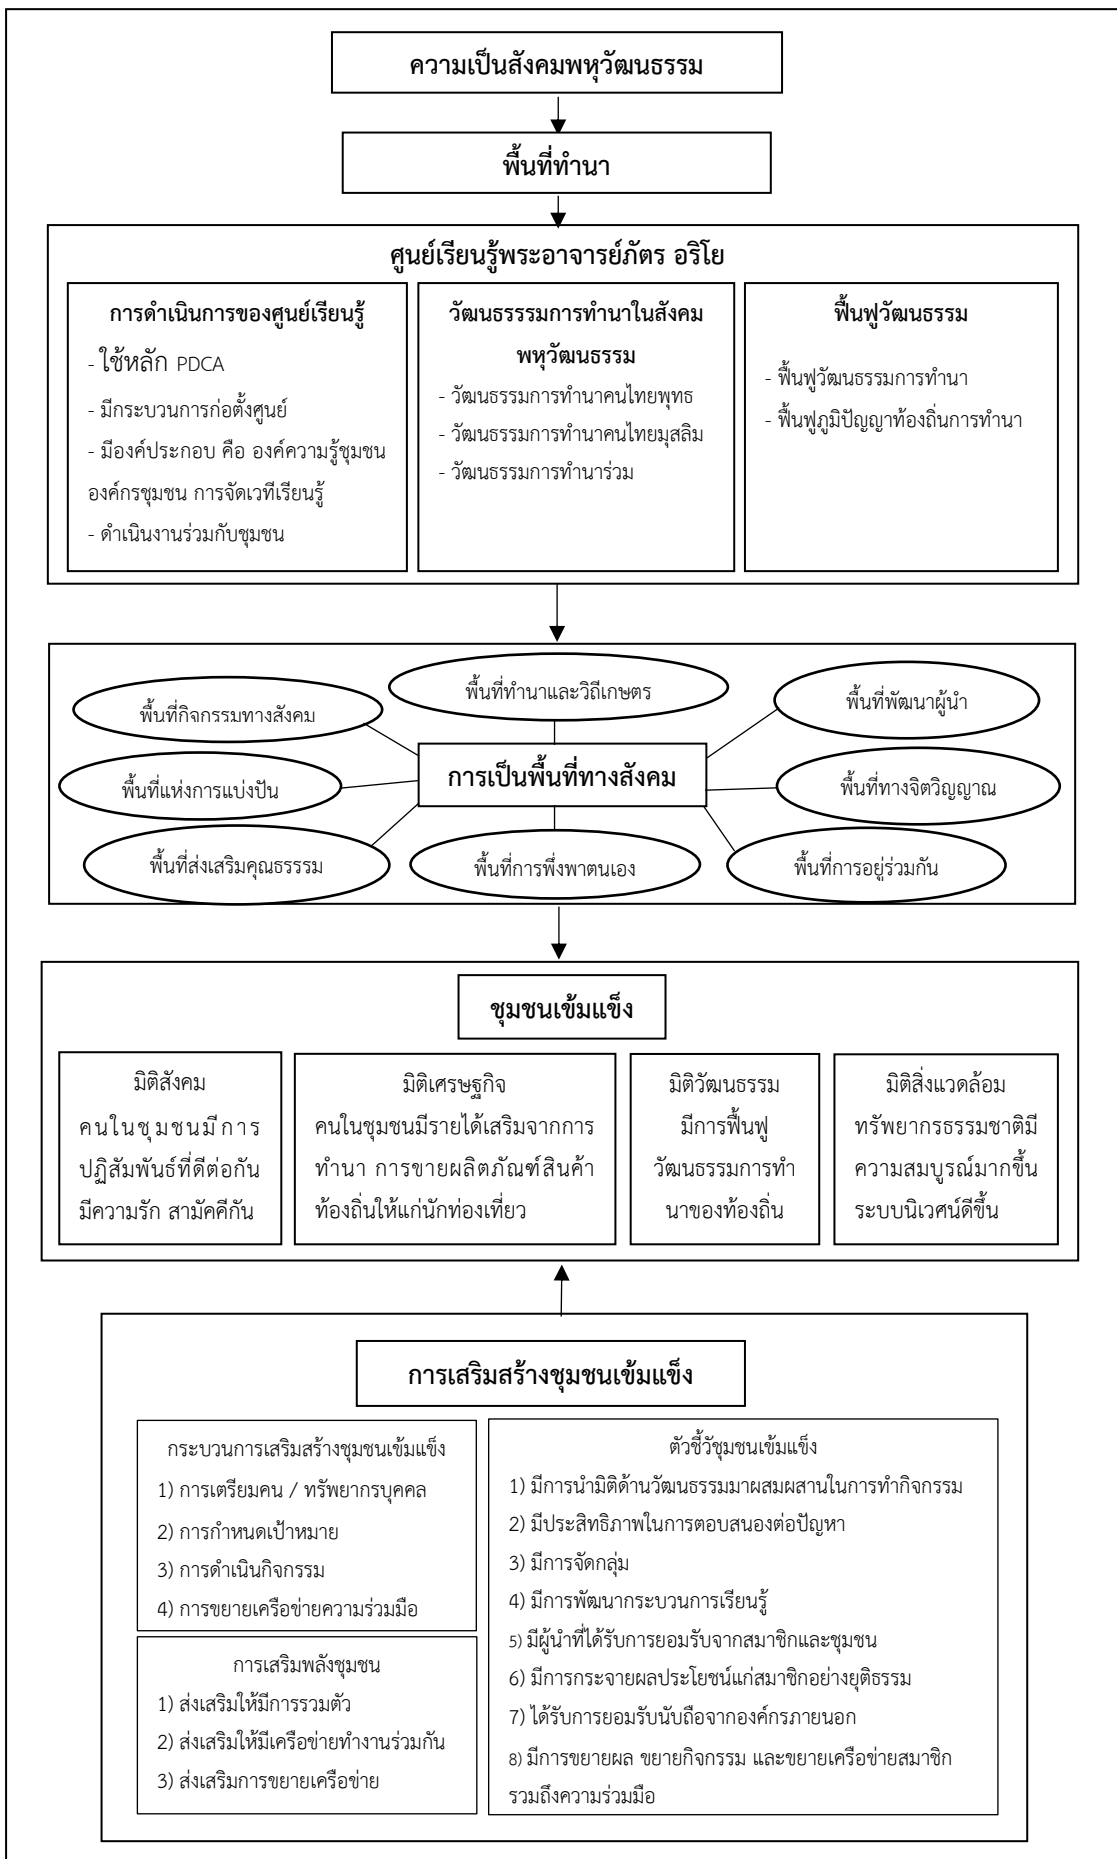 ความเป็นสังคมพหุวัฒนธรรม
พื้นที่ทำนา
ศูนย์เรียนรู้พระอาจารย์ภัตร อริโย
การดำเนินการของศูนย์เรียนรู้
- ใช้หลัก PDCA
- มีกระบวนการก่อตั้งศูนย์
- มีองค์ประกอบ คือ องค์ความรู้ชุมชน
องค์กรชุมชน การจัดเวทีเรียนรู้
- ดำเนินงานร่วมกับชุมชน
วัฒนธรรรมการทำนาในสังคม
พหุวัฒนธรรม
- วัฒนธรรมการทำนาคนไทยพุทธ
- วัฒนธรรมการทำนาคนไทยมุสลิม
- วัฒนธรรมการทำนาร่วม
ฟื้นฟูวัฒนธรรม
- ฟื้นฟูวัฒนธรรมการทำนา
- ฟื้นฟูภูมิปัญญาท้องถิ่นการทำนา
พื้นที่กิจกรรมทางสังคม
พื้นที่ทำนาและวิถีเกษตร
พื้นที่พัฒนาผู้นำ
พื้นที่แห่งการแบ่งปัน
การเป็นพื้นที่ทางสังคม
พื้นที่ทางจิตวิญญาณ
พื้นที่ส่งเสริมคุณธรรรม
พื้นที่การพึ่งพาตนเอง
พื้นที่การอยู่ร่วมกัน
ชุมชนเข้มแข็ง
มิติสังคม
คนในชุมชนมีการ
ปฏิสัมพันธ์ที่ดีต่อกัน
มีความรัก สามัคคีกัน
มิติเศรษฐกิจ
คนในชุมชนมีรายได้เสริมจากการ
ทำนา การขายผลิตภัณฑ์สินค้า
ท้องถิ่นให้แก่นักท่องเที่ยว
มิติวัฒนธรรม
มีการฟื้นฟู
วัฒนธรรมการทำ
นาของท้องถิ่น
มิติสิ่งแวดล้อม
ทรัพยากรธรรมชาติมี
ความสมบูรณ์มากขึ้น
ระบบนิเวศน์ดีขึ้น
การเสริมสร้างชุมชนเข้มแข็ง
กระบวนการเสริมสร้างชุมชนเข้มแข็ง
1) การเตรียมคน / ทรัพยากรบุคคล
2) การกำหนดเป้าหมาย
3) การดำเนินกิจกรรม
4) การขยายเครือข่ายความร่วมมือ
การเสริมพลังชุมชน
1) ส่งเสริมให้มีการรวมตัว
2) ส่งเสริมให้มีเครือข่ายทำงานร่วมกัน
3) ส่งเสริมการขยายเครือข่าย
ตัวชี้วัชุมชนเข้มแข็ง
1) มีการนำมิติด้านวัฒนธรรมมาผสมผสานในการทำกิจกรรม
2) มีประสิทธิภาพในการตอบสนองต่อปัญหา
3) มีการจัดกลุ่ม
4) มีการพัฒนากระบวนการเรียนรู้
5) มีผู้นำที่ได้รับการยอมรับจากสมาชิกและชุมชน
6) มีการกระจายผลประโยชน์แก่สมาชิกอย่างยุติธรรม
7) ได้รับการยอมรับนับถือจากองค์กรภายนอก
8) มีการขยายผล ขยายกิจกรรม และขยายเครือข่ายสมาชิก
รวมถึงความร่วมมือ